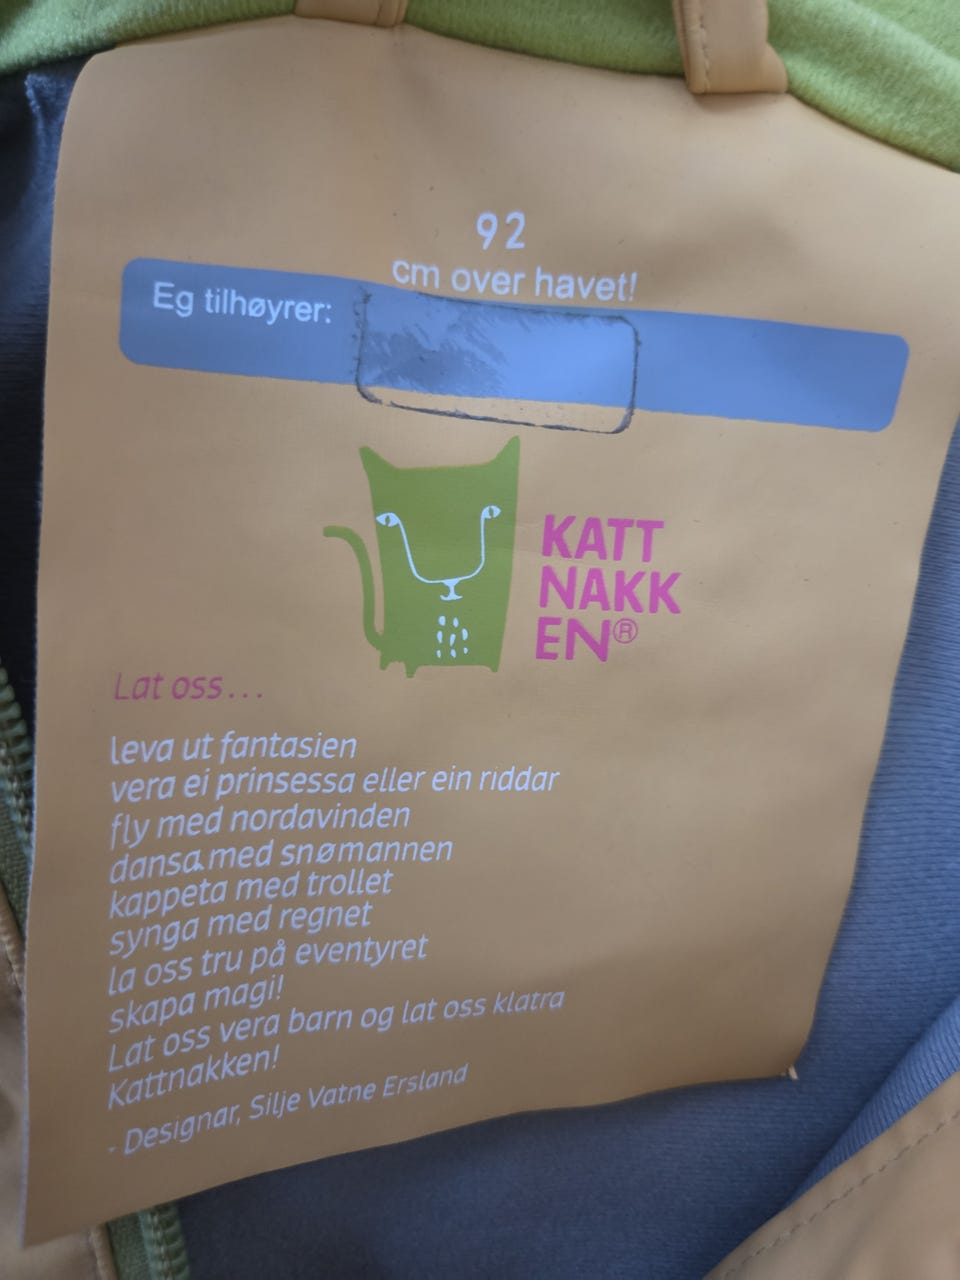 92
cm over havet!
Eg tilhøyrer:
KATT
NAKK
EN®
Lat oss...
leva ut fantasien
vera ei prinsessa eller ein riddar
fly med nordavinden
dansa med snømannen
kappeta med trollet
synga med regnet
la oss tru på eventyret
skapa magi!
Lat oss vera barn og lat oss klatra
Kattnakken!
- Designar, Silje Vatne Ersland